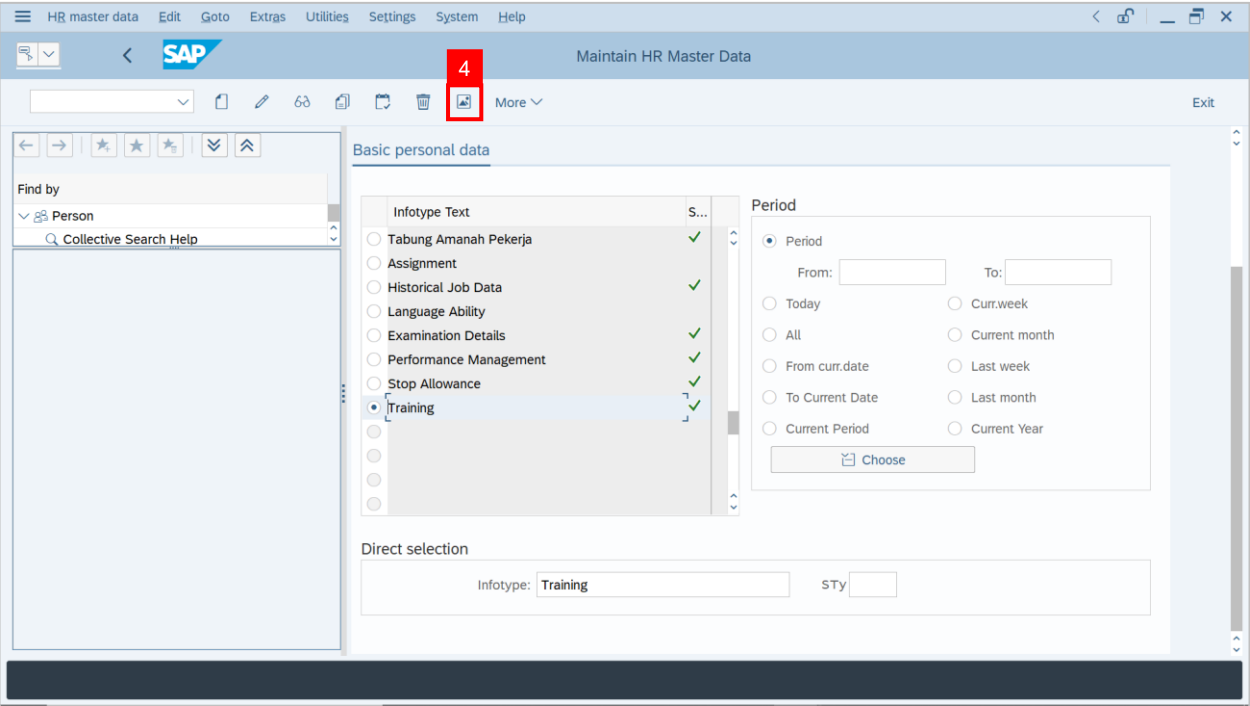 HR master data Edit Goto Extras Utilities Settings System Help
SAP Maintain HR Master Data
4
More Exit
Basic personal data
Find by
Person
Collective Search Help
Infotype Text S...
Tabung Amanah Pekerja
Assignment
Historical Job Data
Language Ability
Examination Details
Performance Management
Stop Allowance
Training
Period
Period
From: To:
Today Curr.week
All Current month
From curr.date Last week
To Current Date Last month
Current Period Current Year
Choose
Direct selection
Infotype: Training STy